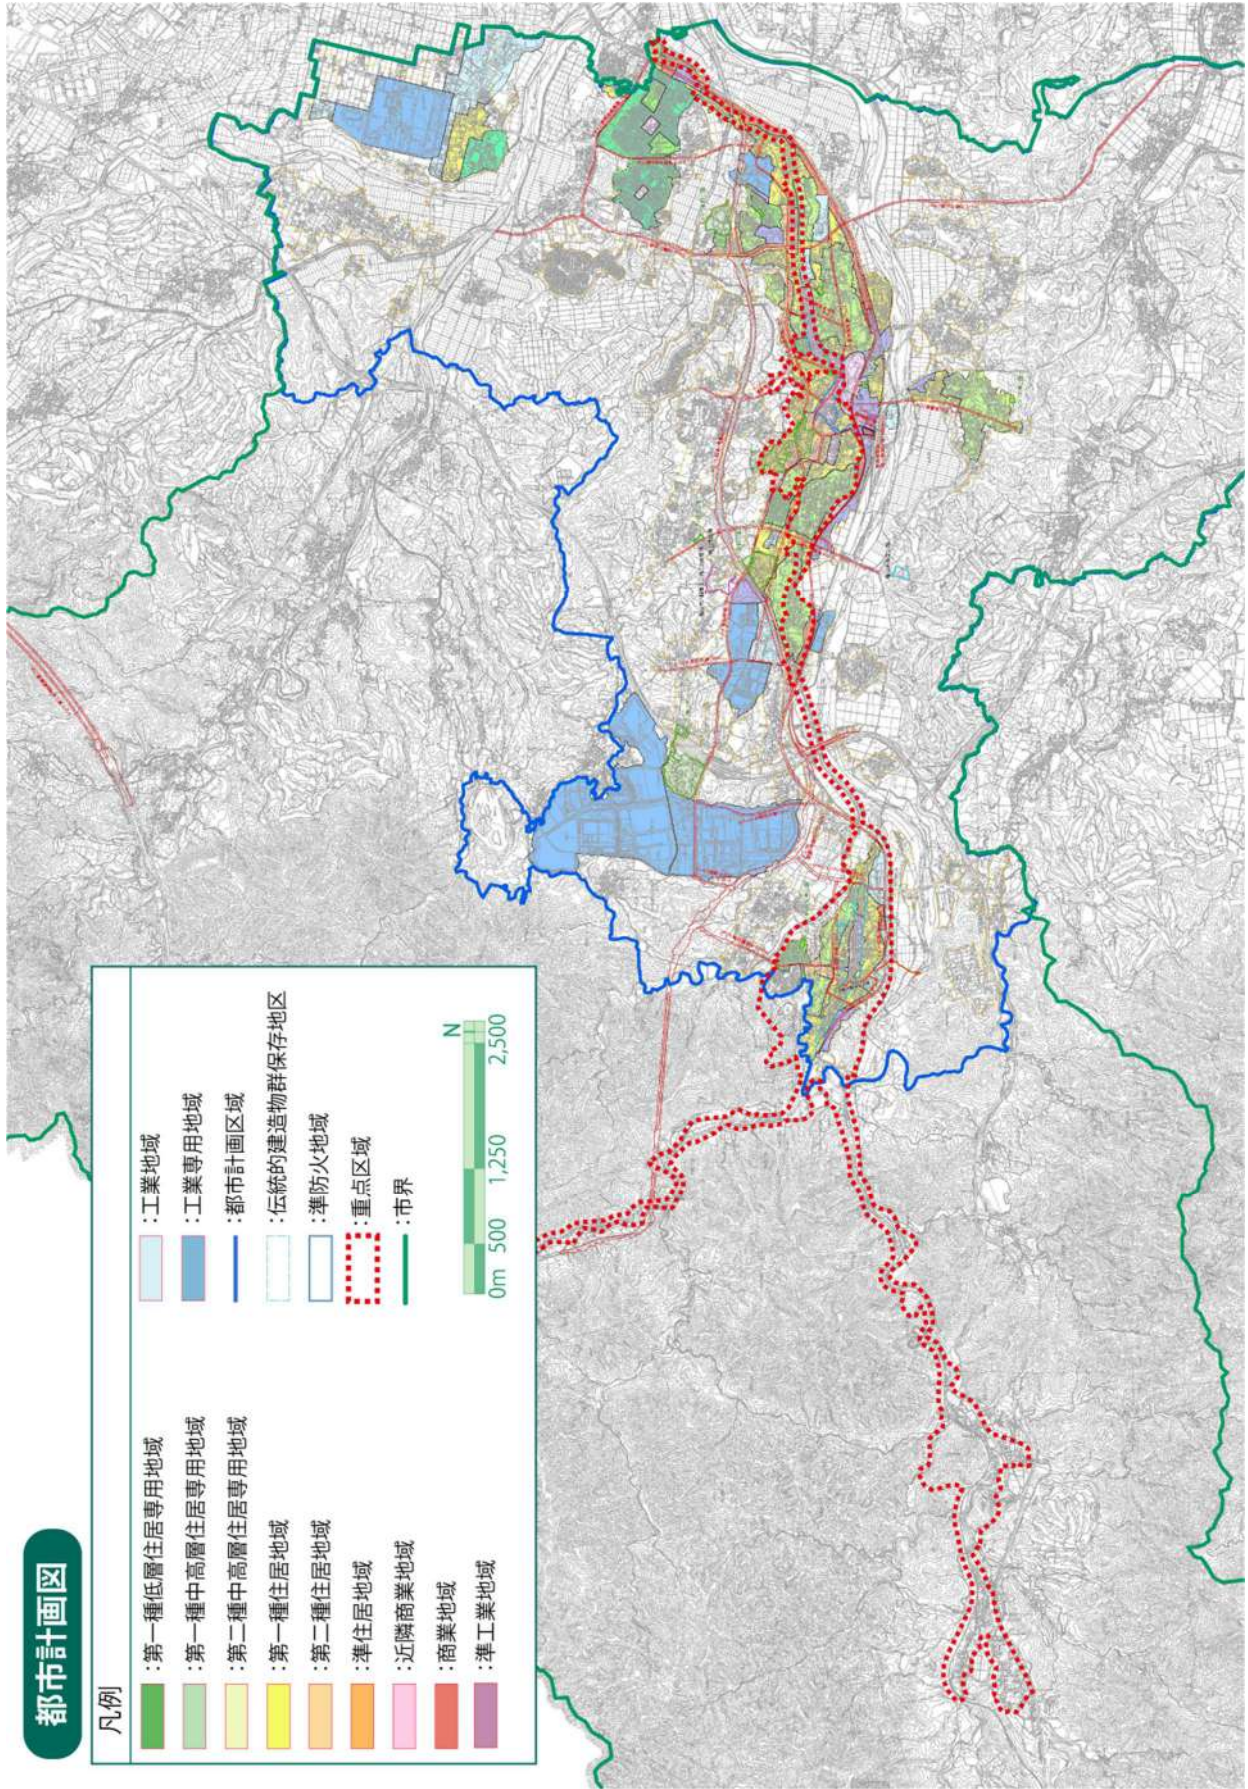 都市計画図
凡例
：第一種低層住居専用地域
：第一種中高層住居専用地域
：第二種中高層住居専用地域
：第一種住居地域
：第二種住居地域
：準住居地域
：近隣商業地域
：商業地域
：準工業地域
：工業地域
：工業専用地域
：都市計画区域
：伝統的建造物群保存地区
：準防火地域
：重点区域
：市界
N
0m 500 1,250 2,500